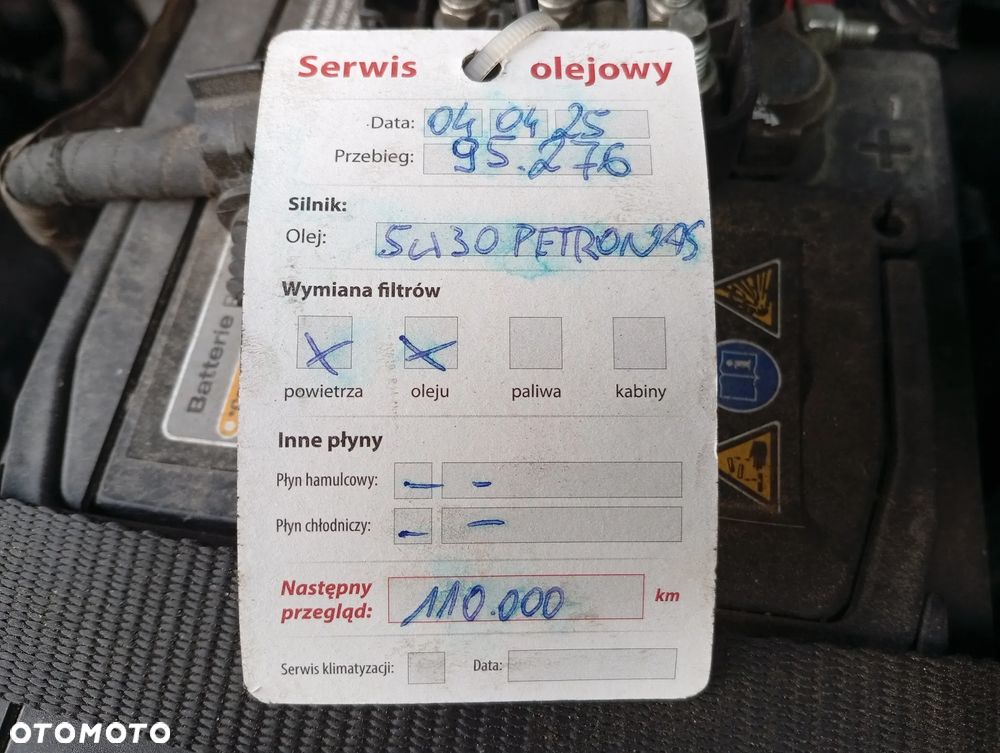 Serwis olejowy
Data: 04 04 25
Przebieg: 95.276
Silnik:
Olej: 5w30 PETRONAS
Wymiana filtrów
X X
powietrza oleju paliwa kabiny
Inne płyny
Płyn hamulcowy: - -
Płyn chłodniczy: - -
Następny
przegląd: 110.000 km
Serwis klimatyzacji: Data:
Batterie
OTOMOTO